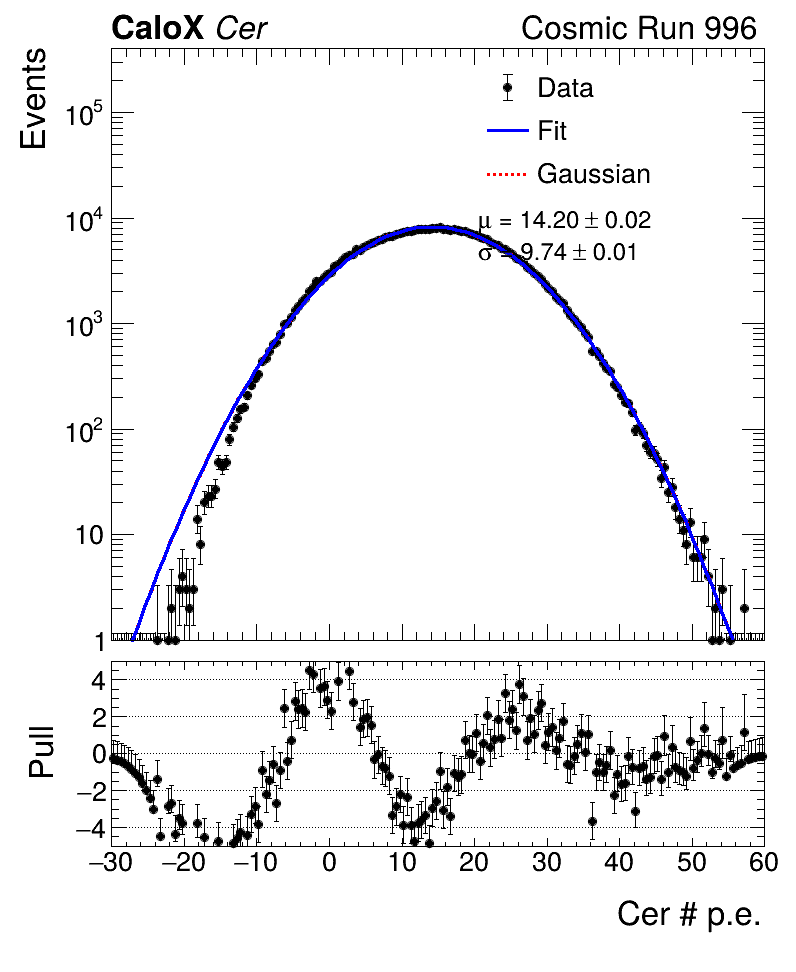 CaloX Cer Cosmic Run 996
Events
Data
Fit
Gaussian
μ = 14.20 ± 0.02
σ = 9.74 ± 0.01
10⁵
10⁴
10³
10²
10
1
Pull
4
2
0
−2
−4
−30 −20 −10 0 10 20 30 40 50 60
Cer # p.e.